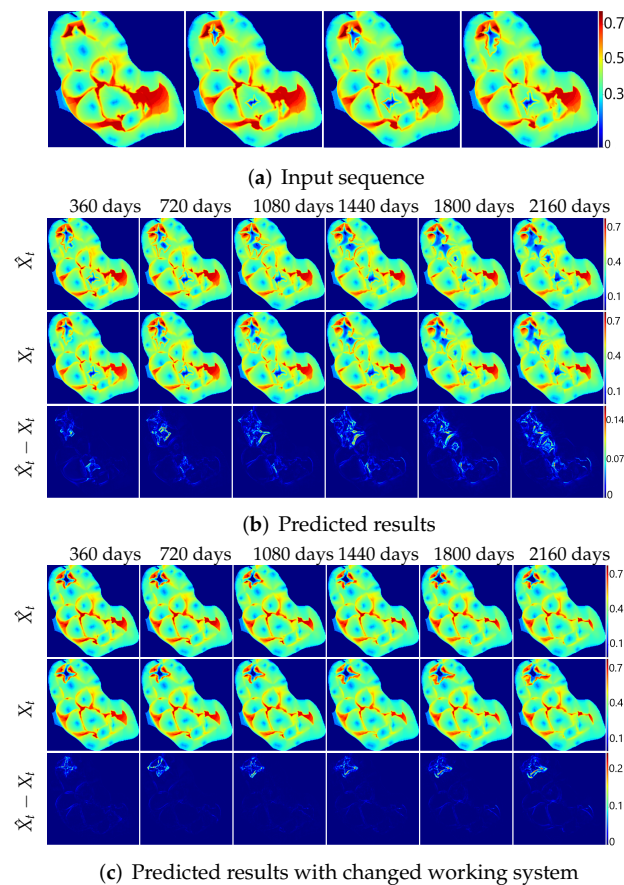 0.7
0.5
0.3
0
(a) Input sequence
360 days 720 days 1080 days 1440 days 1800 days 2160 days
X̂t
0.7
0.4
0.1
Xt
0.7
0.4
0.1
X̂t − Xt
0.14
0.07
0
(b) Predicted results
360 days 720 days 1080 days 1440 days 1800 days 2160 days
X̂t
0.7
0.4
0.1
Xt
0.7
0.4
0.1
X̂t − Xt
0.2
0.1
0
(c) Predicted results with changed working system